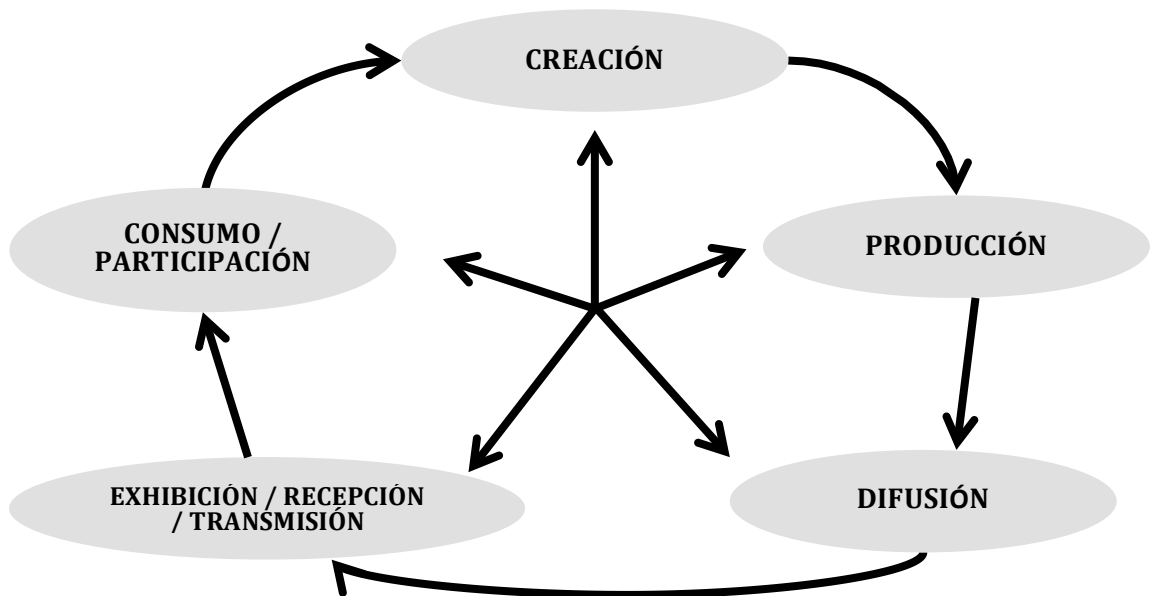 CREACIÓN
CONSUMO /
PARTICIPACIÓN
PRODUCCIÓN
EXHIBICIÓN / RECEPCIÓN
/ TRANSMISIÓN
DIFUSIÓN